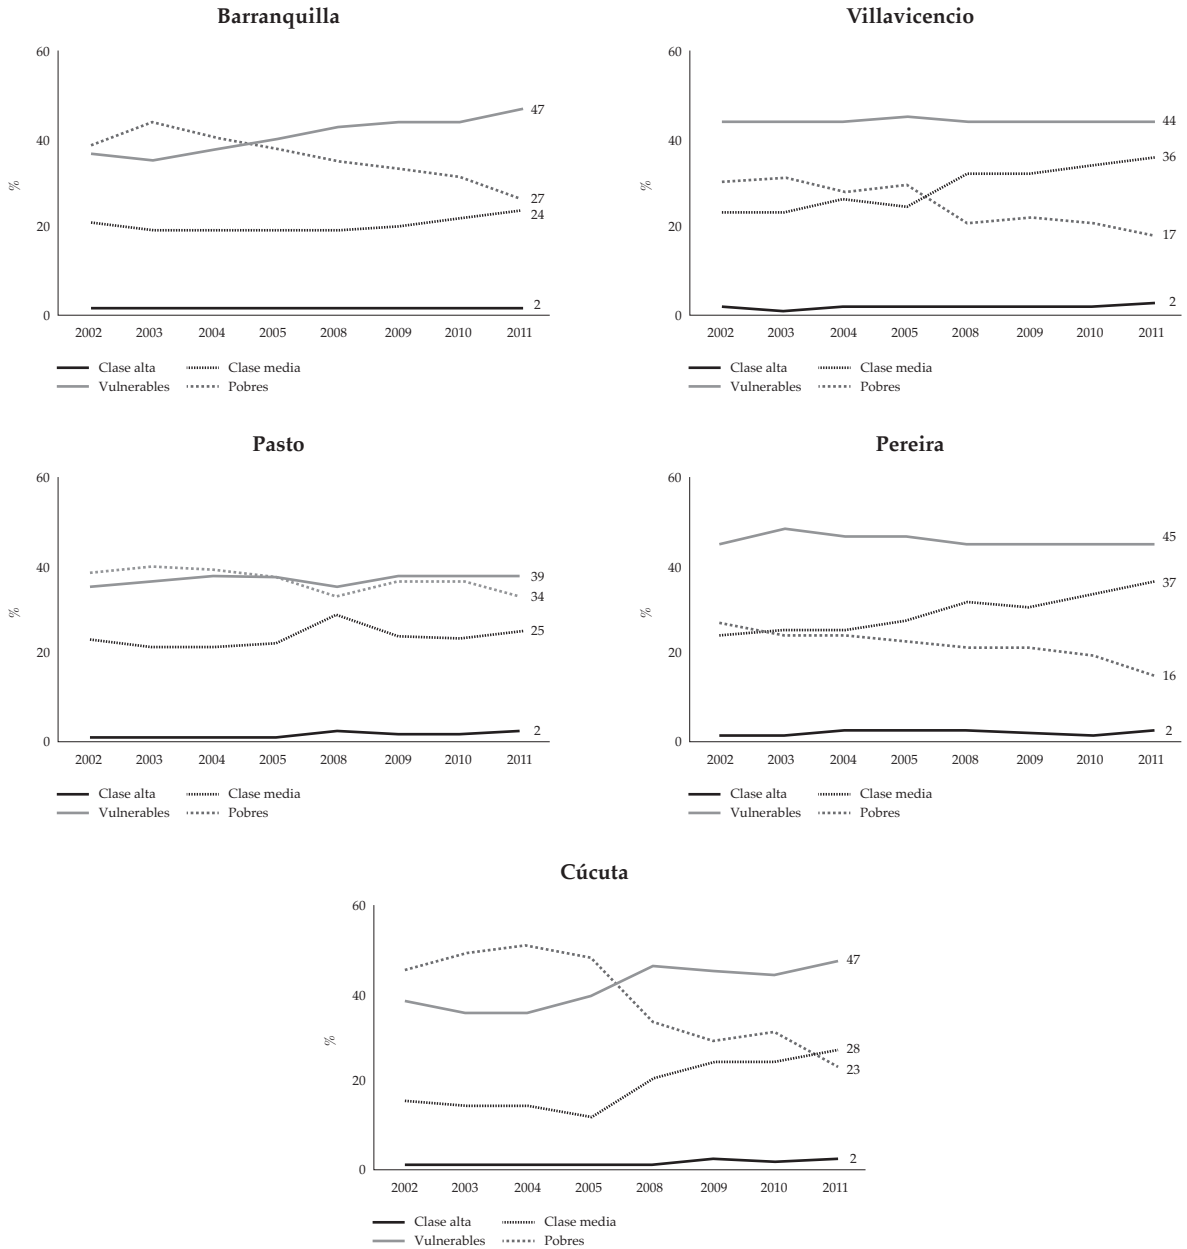 Barranquilla
60
40
20
0
%
47
27
24
2
2002 2003 2004 2005 2008 2009 2010 2011
Clase alta Clase media
Vulnerables Pobres
Villavicencio
60
40
20
0
%
44
36
17
2
2002 2003 2004 2005 2008 2009 2010 2011
Clase alta Clase media
Vulnerables Pobres
Pasto
60
40
20
0
%
39
34
25
2
2002 2003 2004 2005 2008 2009 2010 2011
Clase alta Clase media
Vulnerables Pobres
Pereira
60
40
20
0
%
45
37
16
2
2002 2003 2004 2005 2008 2009 2010 2011
Clase alta Clase media
Vulnerables Pobres
Cúcuta
60
40
20
0
%
47
28
23
2
2002 2003 2004 2005 2008 2009 2010 2011
Clase alta Clase media
Vulnerables Pobres